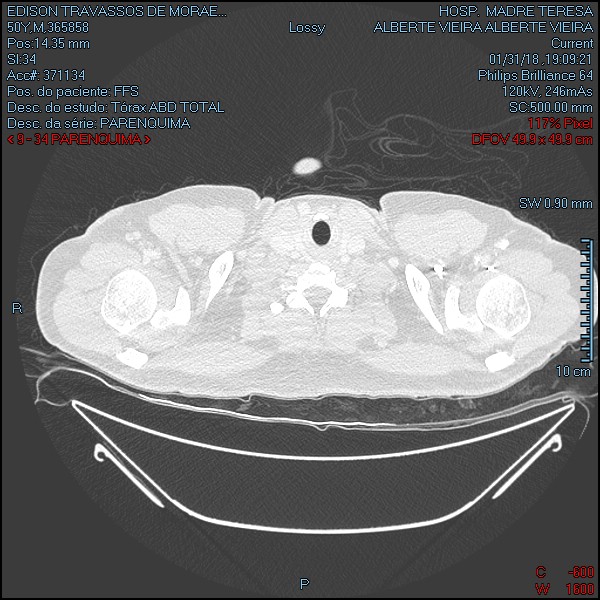 EDISON TRAVASSOS DE MORAE...
50Y,M,365858
Pos:14.35 mm
Sl:34
Acc#: 371134
Pos. do paciente: FFS
Desc. do estudo: Tórax ABD TOTAL
Desc. da série: PARENQUIMA
< 9 - 34 PARENQUIMA >
Lossy
HOSP. MADRE TERESA
ALBERTE VIEIRA ALBERTE VIEIRA
Current
01/31/18 ,19:09:21
Philips Brilliance 64
120kV, 246mAs
SC:500.00 mm
117% Pixel
DFOV 49.9 x 49.9 cm
SW 0.90 mm
R
10 cm
P
C -600
W 1600